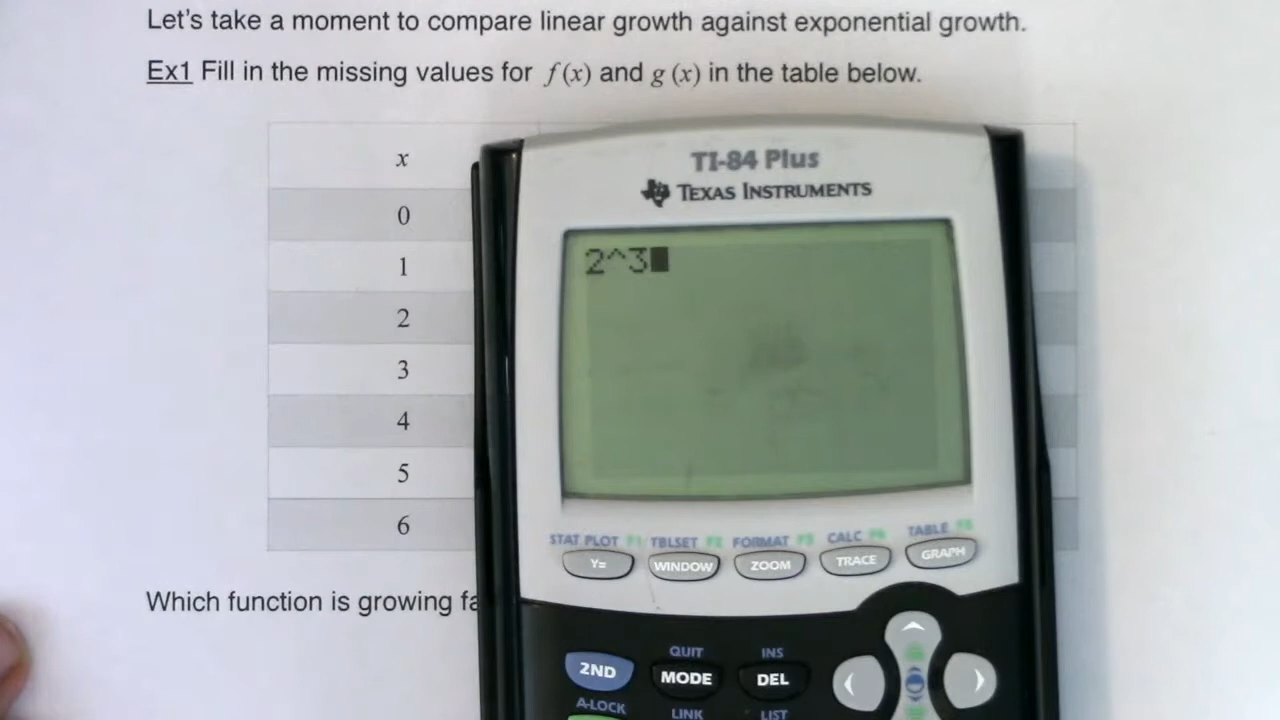 Let's take a moment to compare linear growth against exponential growth.
Ex1 Fill in the missing values for f(x) and g (x) in the table below.
x
0
1
2
3
4
5
6
Which function is growing
TI-84 Plus
TEXAS INSTRUMENTS
2^3
STAT PLOT F1 TBLSET F2 FORMAT F3 CALC F4 TABLE F5
Y= WINDOW ZOOM TRACE GRAPH
QUIT INS
2ND MODE DEL
A-LOCK LINK LIST